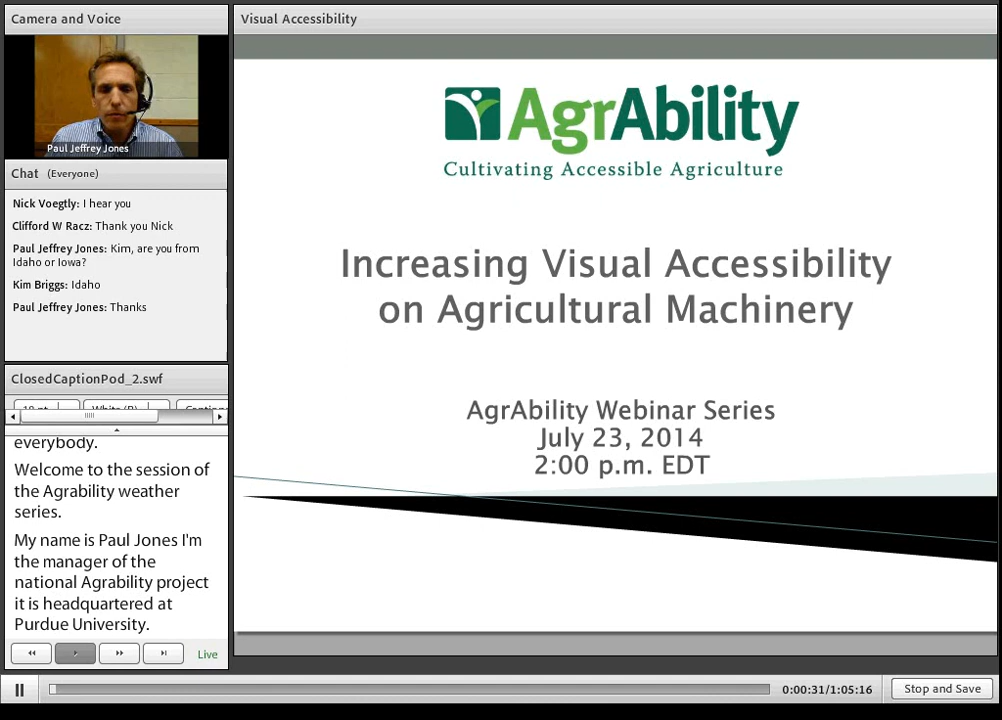 Camera and Voice
Paul Jeffrey Jones
Chat (Everyone)
Nick Voegtly: I hear you
Clifford W Racz: Thank you Nick
Paul Jeffrey Jones: Kim, are you from
Idaho or Iowa?
Kim Briggs: Idaho
Paul Jeffrey Jones: Thanks
ClosedCaptionPod_2.swf
everybody.
Welcome to the session of
the Agrability weather
series.
My name is Paul Jones I'm
the manager of the
national Agrability project
it is headquartered at
Purdue University.
Live
Visual Accessibility
AgrAbility
Cultivating Accessible Agriculture
Increasing Visual Accessibility
on Agricultural Machinery
AgrAbility Webinar Series
July 23, 2014
2:00 p.m. EDT
0:00:31/1:05:16
Stop and Save